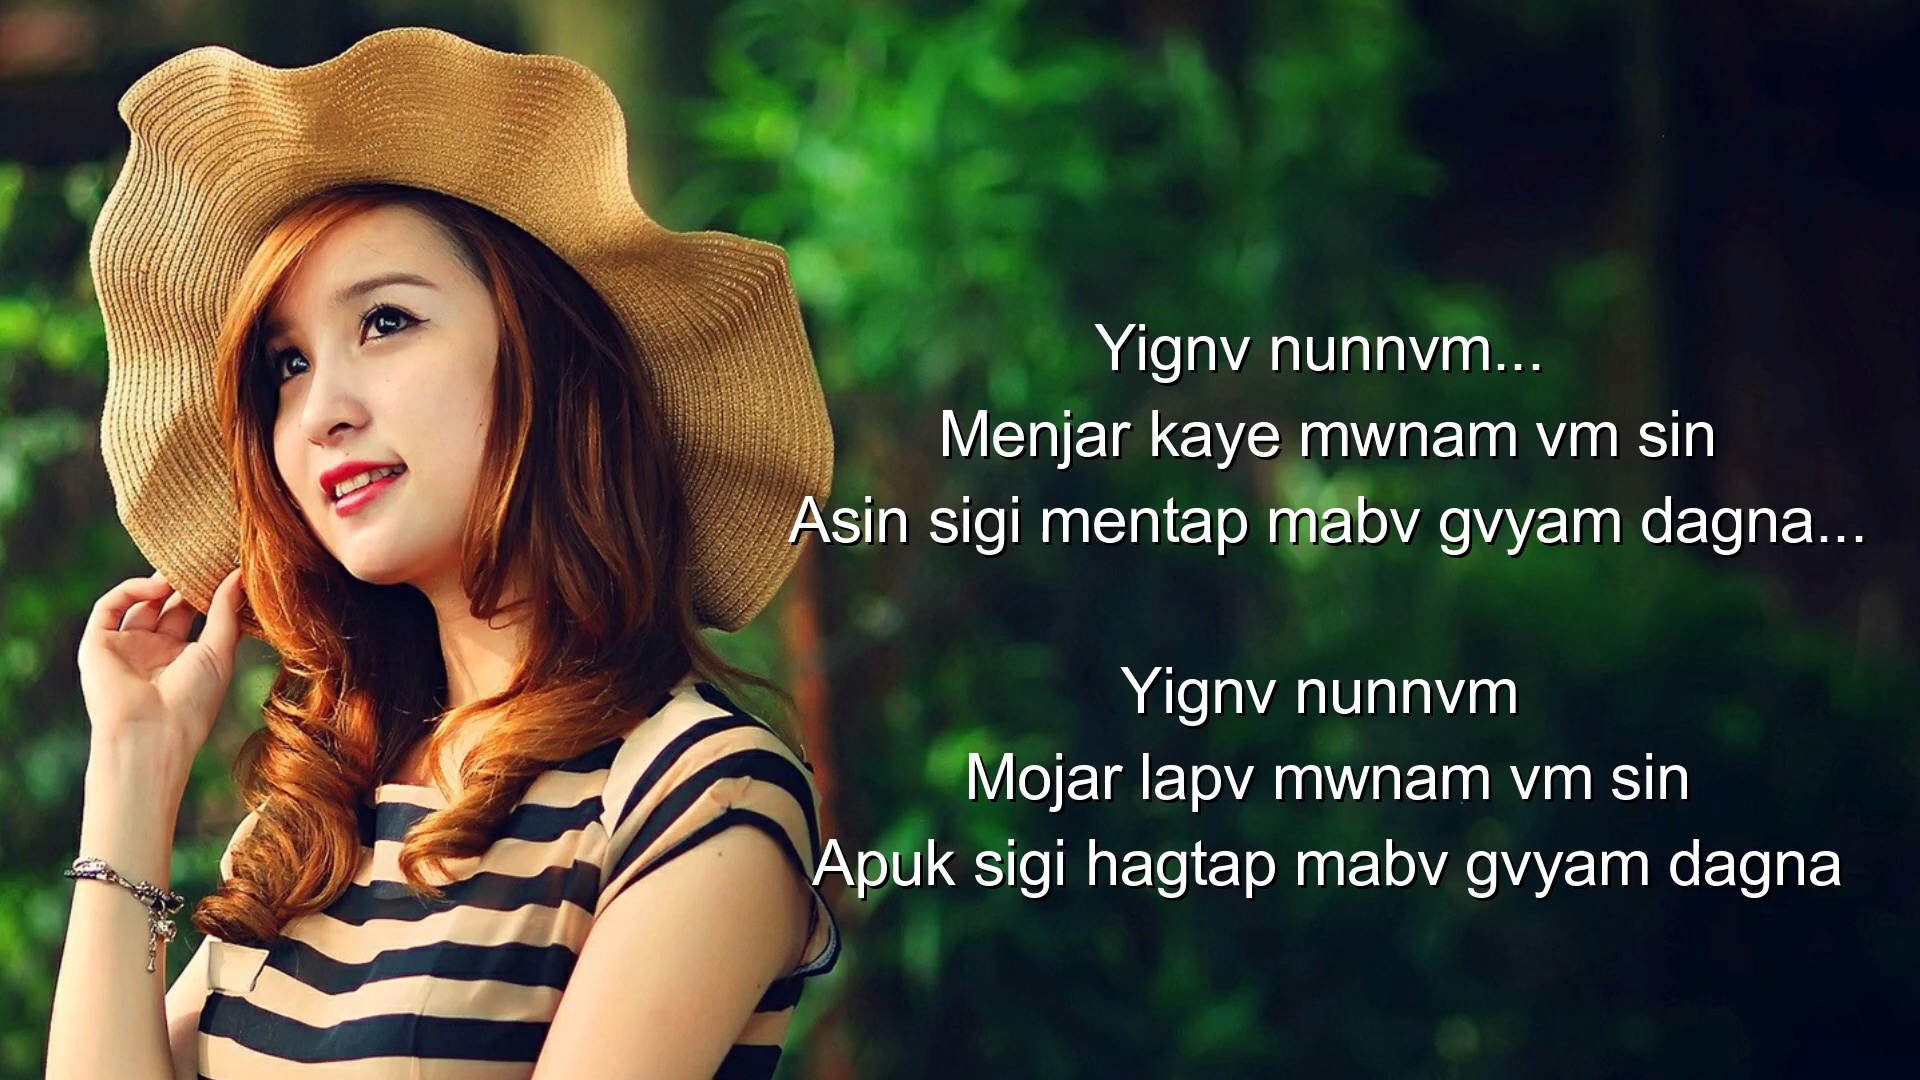 Yignv nunnvm...
Menjar kaye mwnam vm sin
Asin sigi mentap mabv gvyam dagna...
Yignv nunnvm
Mojar lapv mwnam vm sin
Apuk sigi hagtap mabv gvyam dagna